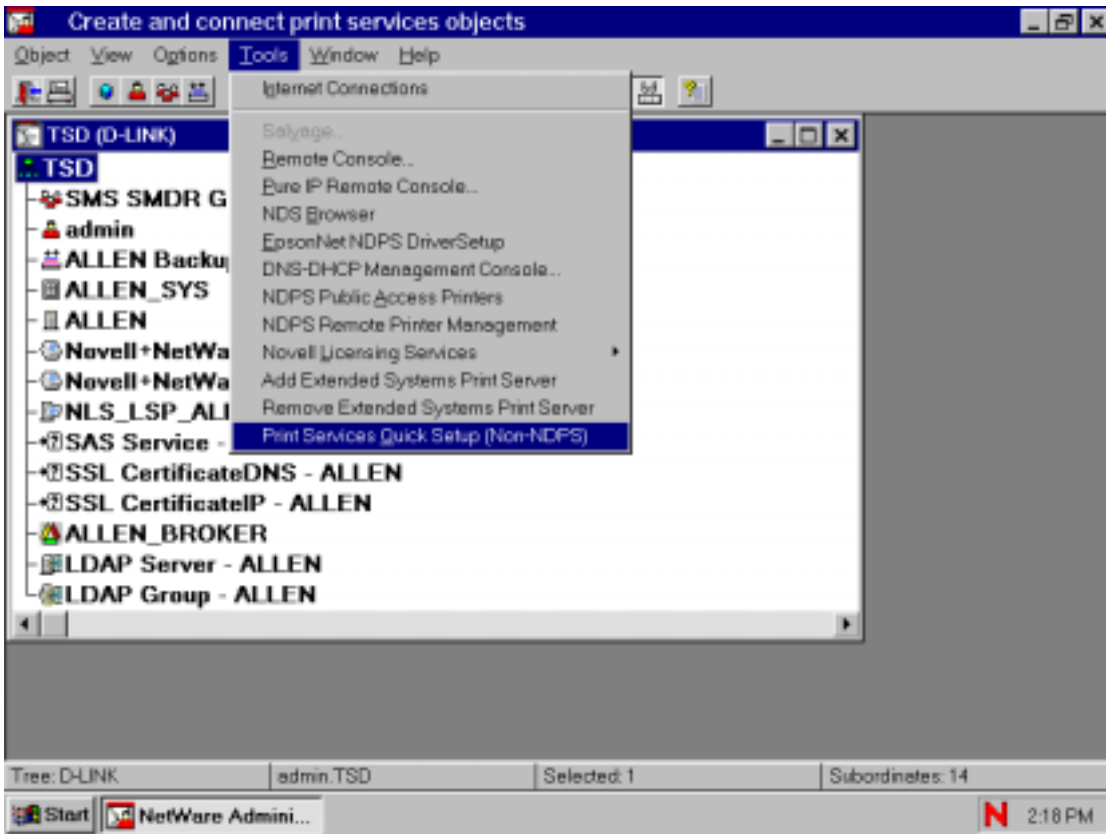 Create and connect print services objects
Object View Options Tools Window Help
Internet Connections
TSD (D-LINK)
Salvage...
TSD
Remote Console...
Pure IP Remote Console...
SMS SMDR G
NDS Browser
admin
EpsonNet NDPS DriverSetup
ALLEN Backu
DNS-DHCP Management Console...
ALLEN_SYS
NDPS Public Access Printers
ALLEN
NDPS Remote Printer Management
Novell+NetWa
Novell Licensing Services
Novell+NetWa
Add Extended Systems Print Server
NLS_LSP_ALL
Remove Extended Systems Print Server
SAS Service -
Print Services Quick Setup (Non-NDPS)
SSL CertificateDNS - ALLEN
SSL CertificateIP - ALLEN
ALLEN_BROKER
LDAP Server - ALLEN
LDAP Group - ALLEN
Tree: D-LINK admin.TSD Selected: 1 Subordinates: 14
Start NetWare Admini... N 2:18 PM